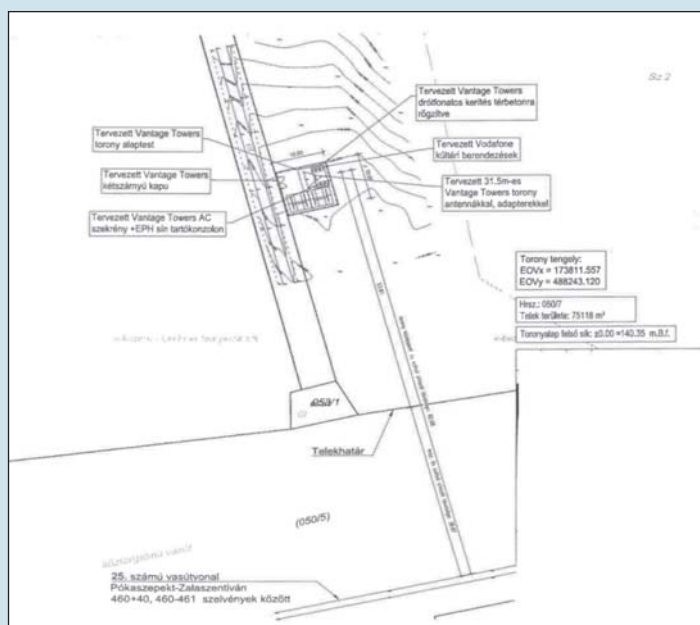 Sz 2
Tervezett Vantage Towers
drótfonatos kerítés térbetonra
rögzítve
Tervezett Vantage Towers
torony alaptest
Tervezett Vodafone
kültéri berendezések
Tervezett Vantage Towers
kétszárnyú kapu
Tervezett 31.5m-es
Vantage Towers torony
antennákkal, adapterekkel
Tervezett Vantage Towers AC
szekrény +EPH sín tartókonzolon
Torony tengely:
EOVx = 173811.557
EOVy = 488243.120
Hrsz.: 050/7
Telek területe: 75118 m²
Toronyalap felső sík: ±0.00 =140.35 m.B.f.
053/1
Telekhatár
(050/5)
közforgalmú vasút
25. számú vasútvonal
Pókaszepekt-Zalaszentiván
460+40, 460-461 szelvények között